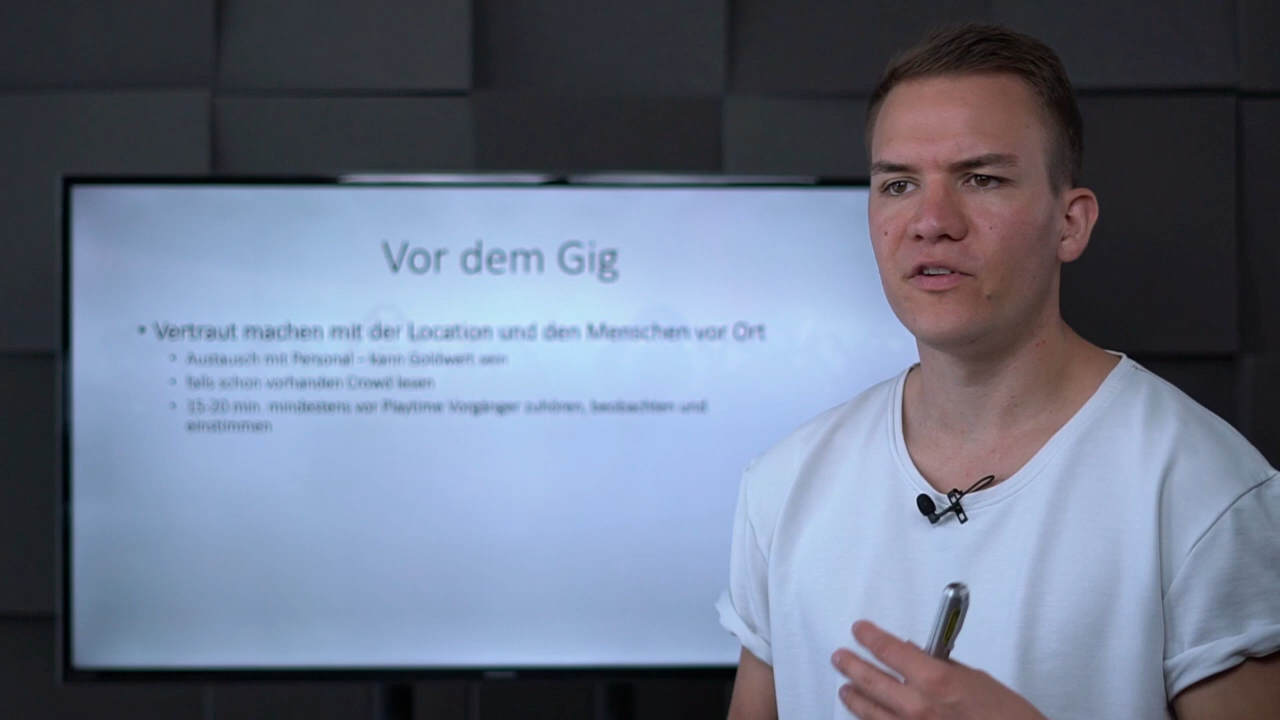 Vor dem Gig
• Vertraut machen mit der Location und den Menschen vor Ort
• Austausch mit Personal – kann Goldwert sein
• falls schon vorhanden Crowd lesen
• 15-20 min. mindestens vor Playtime Vorgänger zuhören, beobachten und
einstimmen